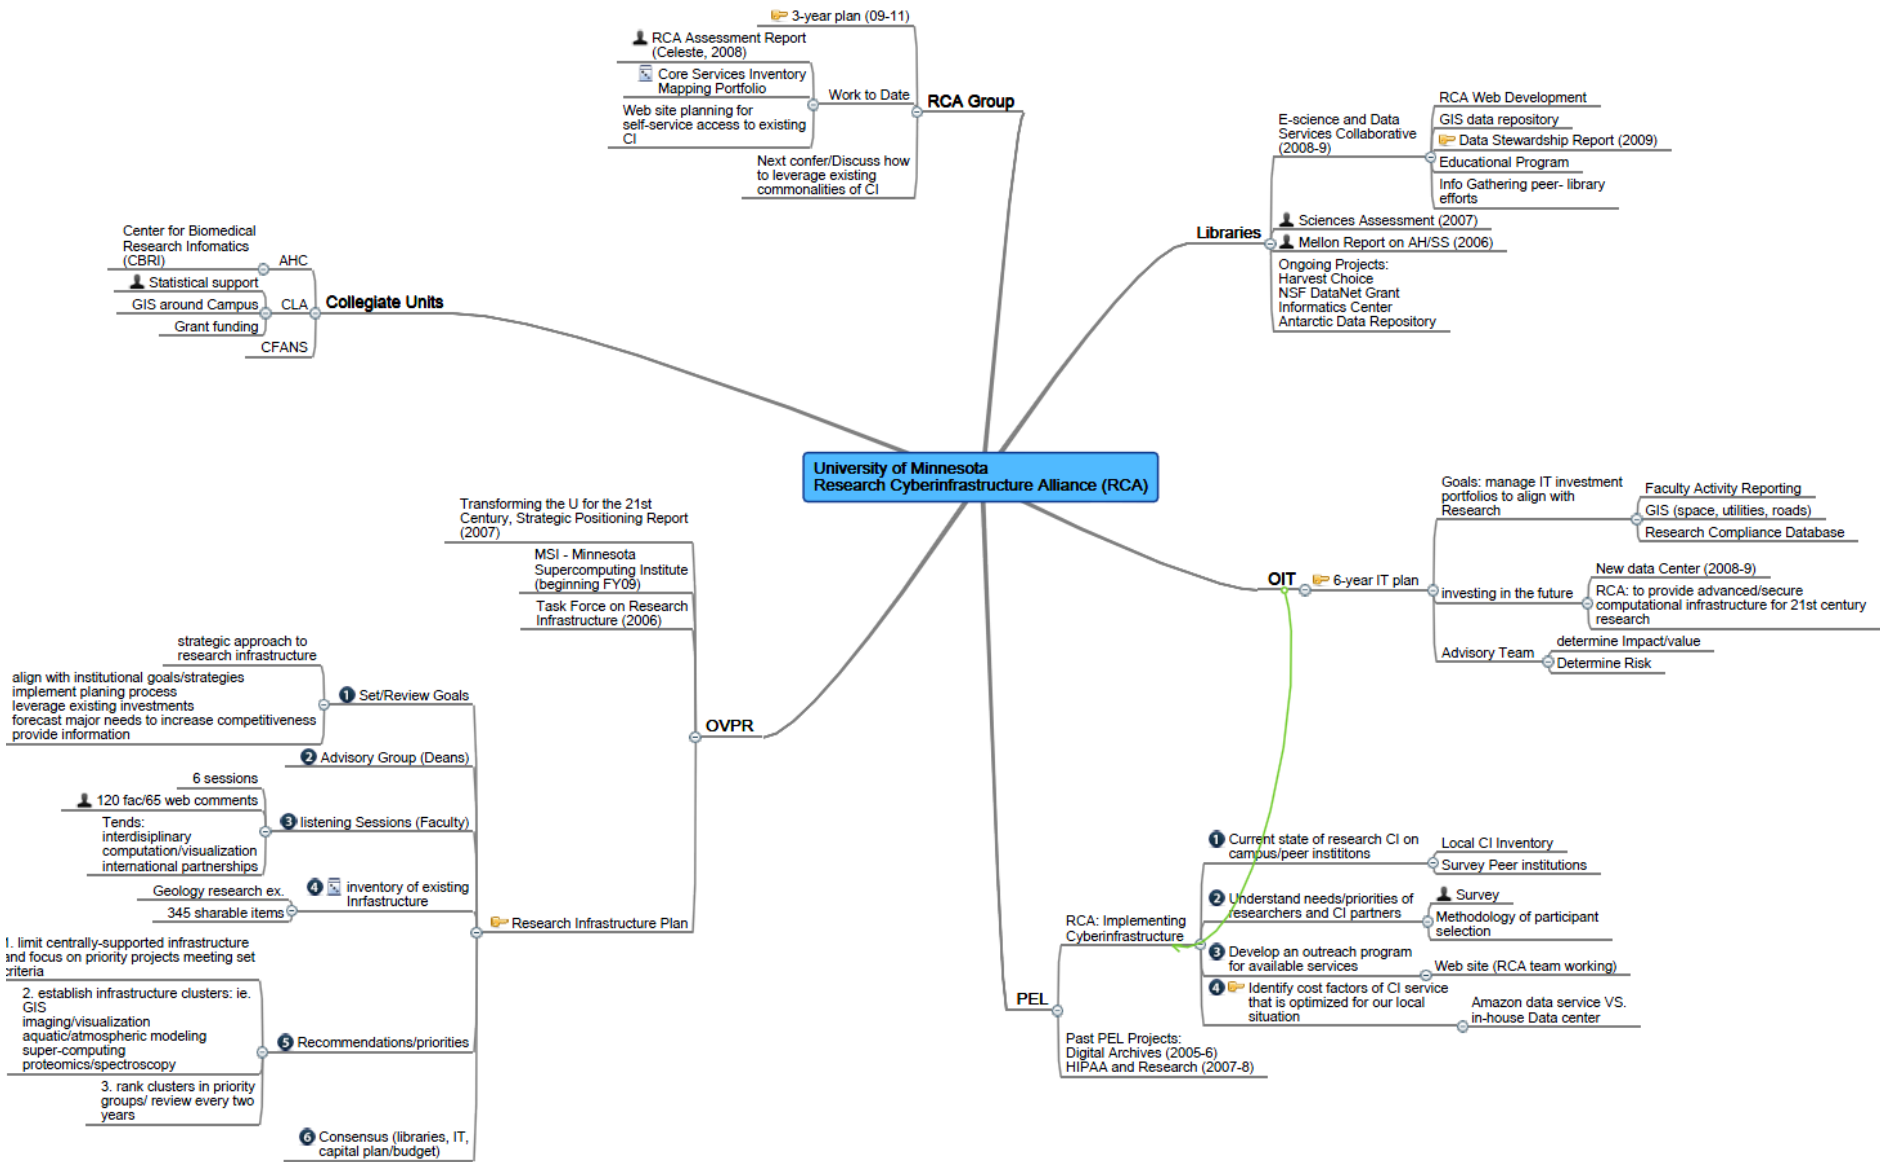 3-year plan (09-11)
RCA Assessment Report
(Celeste, 2008)
Core Services Inventory
Mapping Portfolio
Web site planning for
self-service access to existing
CI
Work to Date
Next confer/Discuss how
to leverage existing
commonalities of CI
RCA Group
RCA Web Development
GIS data repository
Data Stewardship Report (2009)
Educational Program
Info Gathering peer- library
efforts
E-science and Data
Services Collaborative
(2008-9)
Sciences Assessment (2007)
Mellon Report on AH/SS (2006)
Ongoing Projects:
Harvest Choice
NSF DataNet Grant
Informatics Center
Antarctic Data Repository
Libraries
Center for Biomedical
Research Infomatics
(CBRI)
AHC
Statistical support
GIS around Campus
Grant funding
CLA
CFANS
Collegiate Units
University of Minnesota
Research Cyberinfrastructure Alliance (RCA)
Transforming the U for the 21st
Century, Strategic Positioning Report
(2007)
MSI - Minnesota
Supercomputing Institute
(beginning FY09)
Task Force on Research
Infrastructure (2006)
OVPR
strategic approach to
research infrastructure
align with institutional goals/strategies
implement planing process
leverage existing investments
forecast major needs to increase competitiveness
provide information
1 Set/Review Goals
2 Advisory Group (Deans)
6 sessions
120 fac/65 web comments
Tends:
interdisiplinary
computation/visualization
international partnerships
3 listening Sessions (Faculty)
Geology research ex.
345 sharable items
4 inventory of existing
Inrfastructure
Research Infrastructure Plan
1. limit centrally-supported infrastructure
and focus on priority projects meeting set
criteria
2. establish infrastructure clusters: ie.
GIS
imaging/visualization
aquatic/atmospheric modeling
super-computing
proteomics/spectroscopy
3. rank clusters in priority
groups/ review every two
years
5 Recommendations/priorities
6 Consensus (libraries, IT,
capital plan/budget)
OIT
6-year IT plan
Goals: manage IT investment
portfolios to align with
Research
Faculty Activity Reporting
GIS (space, utilities, roads)
Research Compliance Database
investing in the future
New data Center (2008-9)
RCA: to provide advanced/secure
computational infrastructure for 21st century
research
Advisory Team
determine Impact/value
Determine Risk
PEL
RCA: Implementing
Cyberinfrastructure
1 Current state of research CI on
campus/peer instititons
Local CI Inventory
Survey Peer institutions
2 Understand needs/priorities of
researchers and CI partners
Survey
Methodology of participant
selection
3 Develop an outreach program
for available services
Web site (RCA team working)
4 Identify cost factors of CI service
that is optimized for our local
situation
Amazon data service VS.
in-house Data center
Past PEL Projects:
Digital Archives (2005-6)
HIPAA and Research (2007-8)